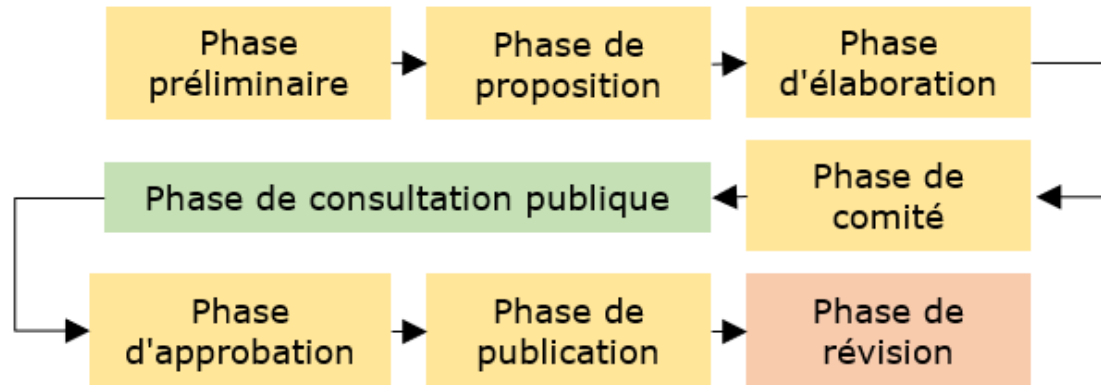 Phase
préliminaire
Phase de
proposition
Phase
d'élaboration
Phase de
comité
Phase de consultation publique
Phase
d'approbation
Phase de
publication
Phase de
révision